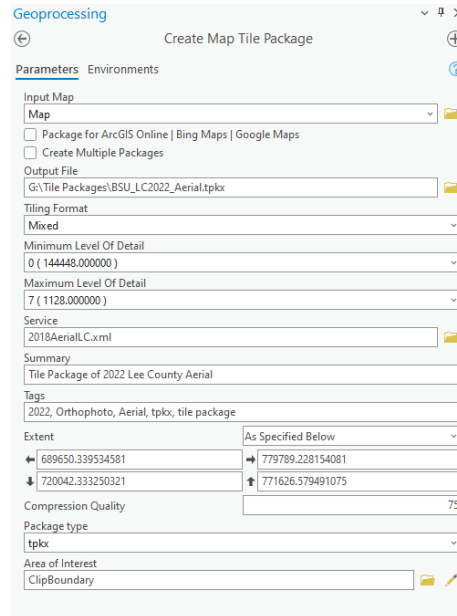 Geoprocessing
Create Map Tile Package
Parameters Environments
Input Map
Map
Package for ArcGIS Online | Bing Maps | Google Maps
Create Multiple Packages
Output File
G:\Tile Packages\BSU_LC2022_Aerial.tpkx
Tiling Format
Mixed
Minimum Level Of Detail
0 ( 144448.000000 )
Maximum Level Of Detail
7 ( 1128.000000 )
Service
2018AerialLC.xml
Summary
Tile Package of 2022 Lee County Aerial
Tags
2022, Orthophoto, Aerial, tpkx, tile package
Extent As Specified Below
689650.339534581 779789.228154081
720042.333250321 771626.579491075
Compression Quality 75
Package type
tpkx
Area of Interest
ClipBoundary